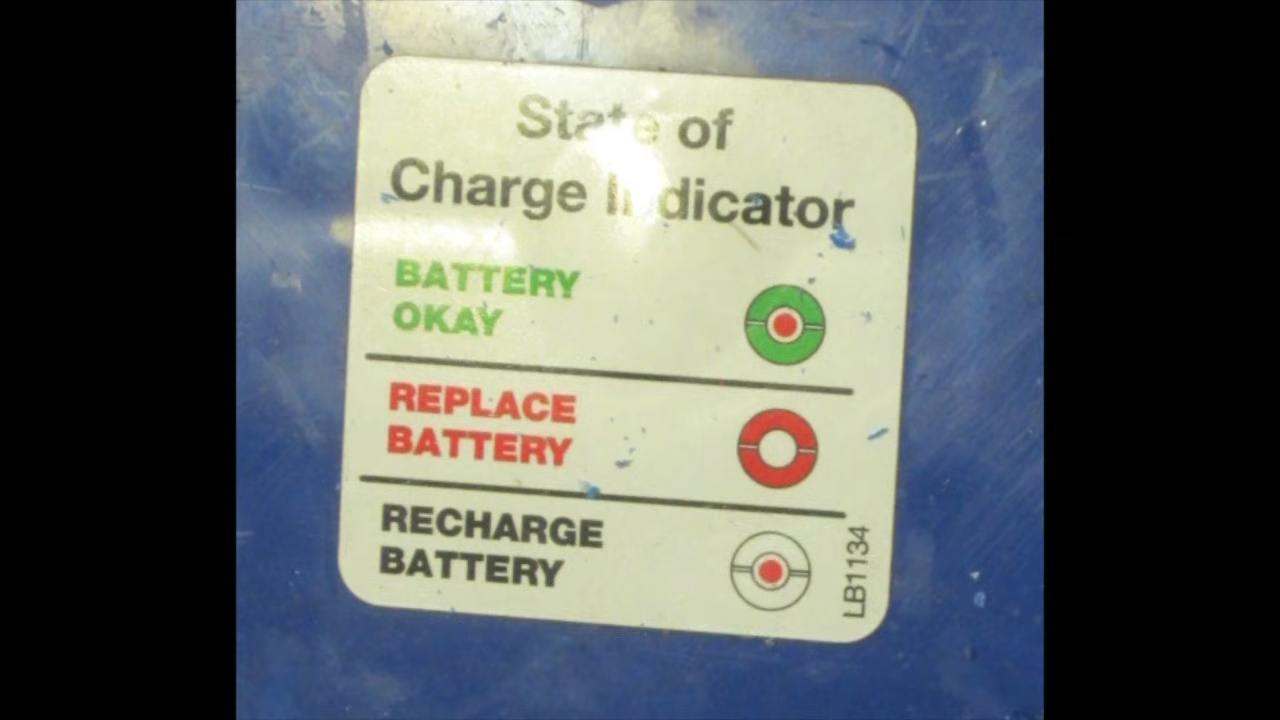 State of
Charge Indicator
BATTERY
OKAY
REPLACE
BATTERY
RECHARGE
BATTERY
LB1134